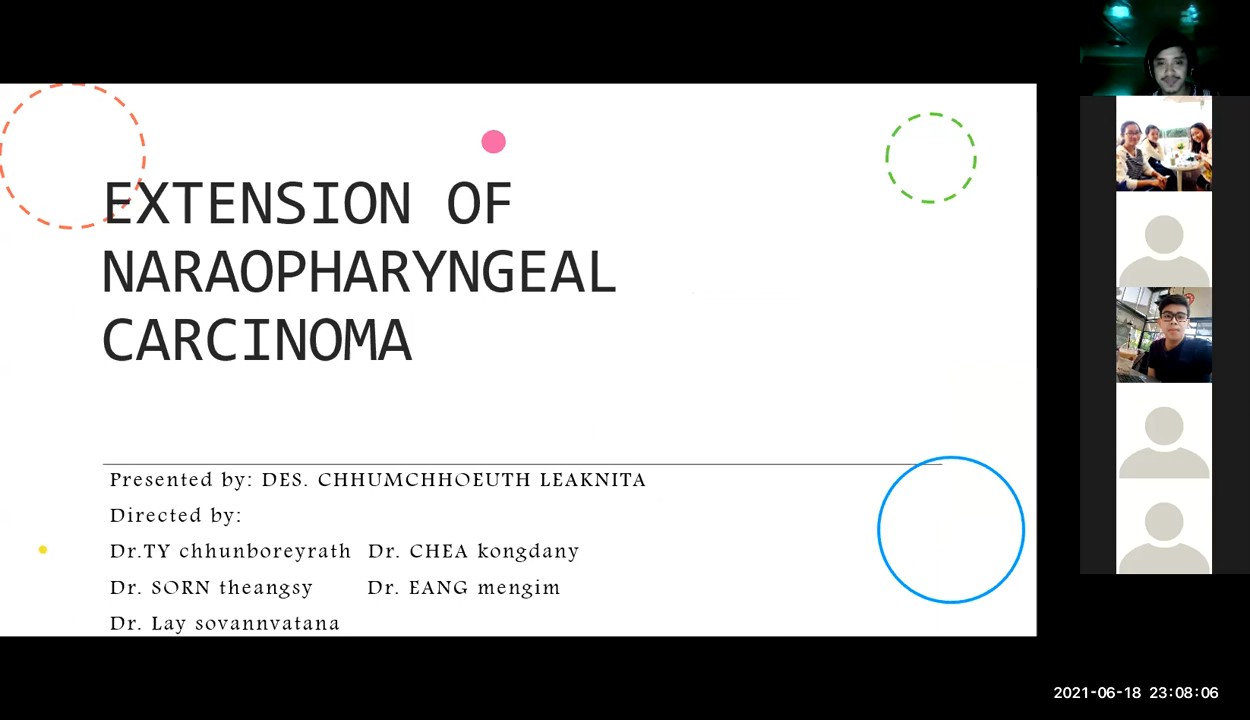 EXTENSION OF
NARAOPHARYNGEAL
CARCINOMA
Presented by: DES. CHHUMCHHOEUTH LEAKNITA
Directed by:
Dr.TY chhunboreyrath Dr. CHEA kongdany
Dr. SORN theangsy Dr. EANG mengim
Dr. Lay sovannvatana
2021-06-18 23:08:06